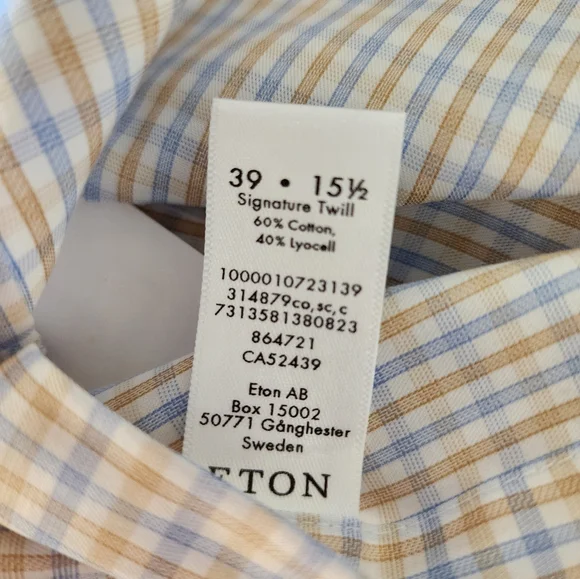 39 • 15½
Signature Twill
60% Cotton,
40% Lyocell
1000010723139
314879co,sc,c
7313581380823
864721
CA52439
Eton AB
Box 15002
50771 Gånghester
Sweden
ETON